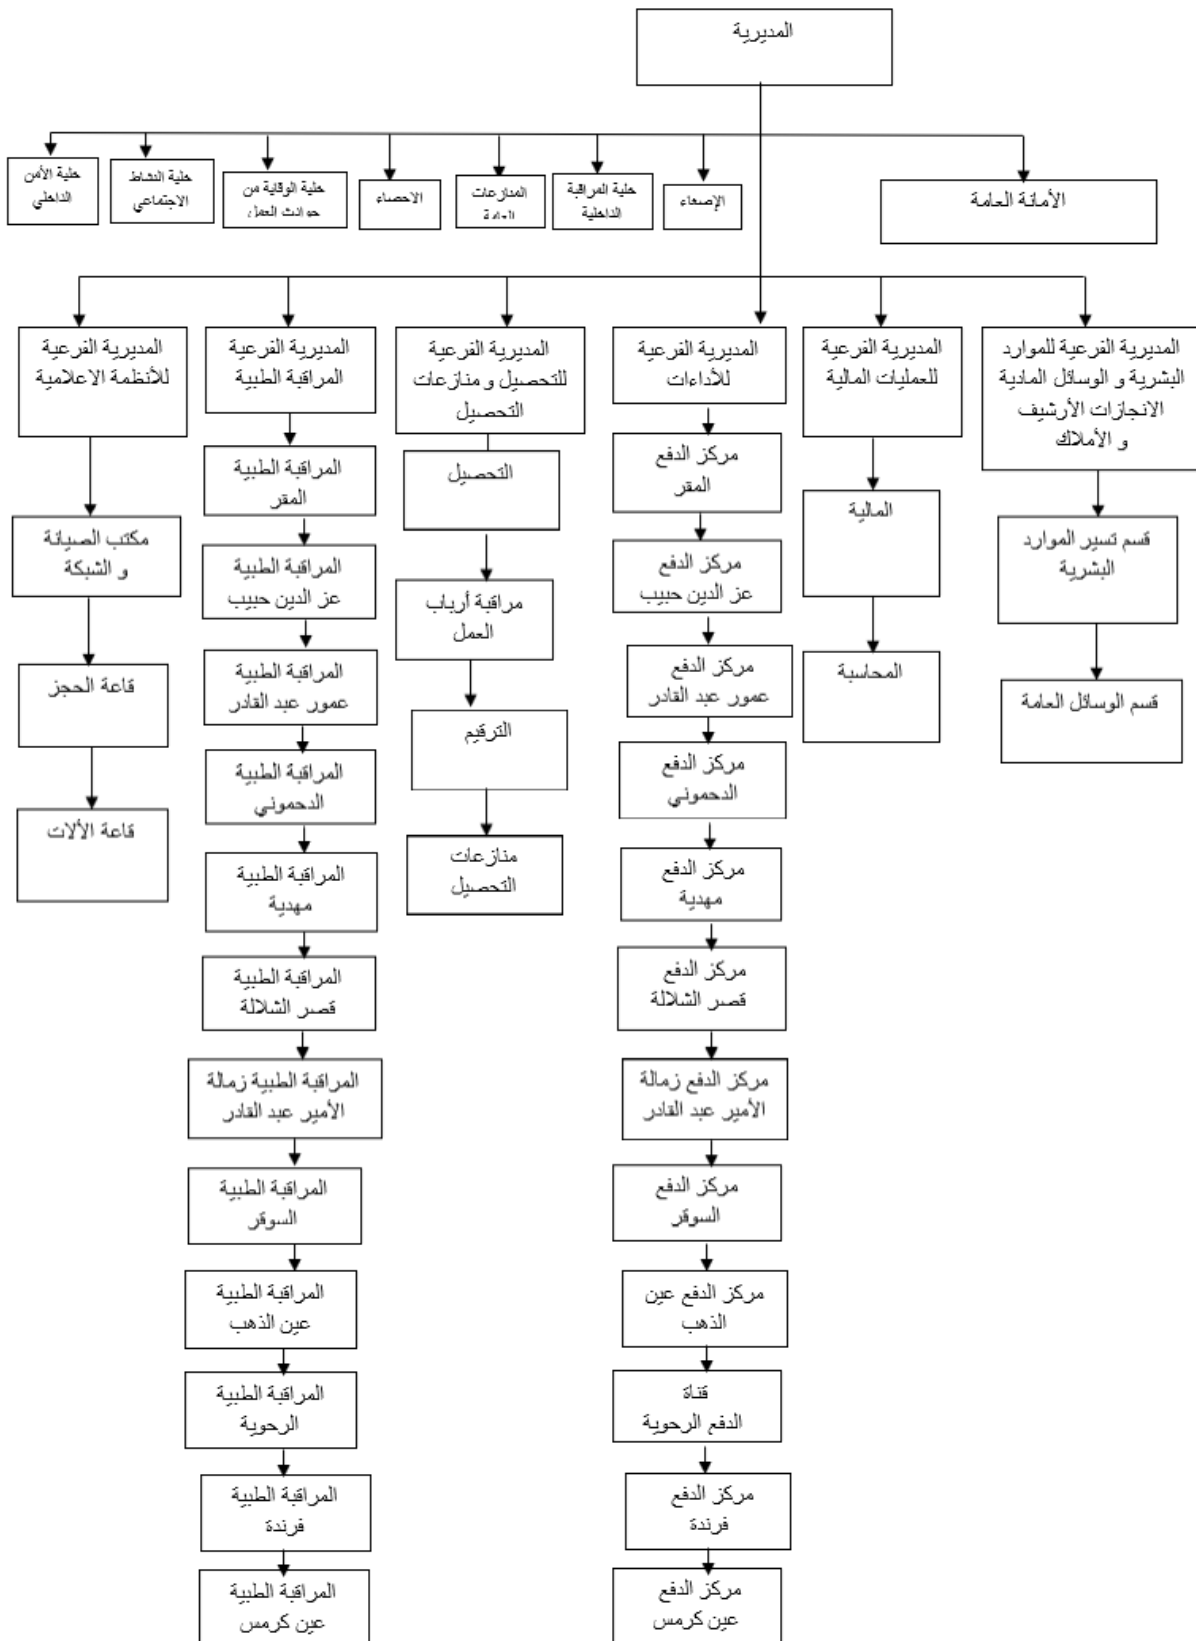 المديرية
الأمانة العامة
الإصغاء
خلية المراقبة
الداخلية
المنازعات
العامة
الاحصاء
خلية الوقاية من
حوادث العمل
خلية النشاط
الاجتماعي
خلية الأمن
الداخلي
المديرية الفرعية للموارد
البشرية و الوسائل المادية
الانجازات الأرشيف
و الأملاك
قسم تسير الموارد
البشرية
قسم الوسائل العامة
المديرية الفرعية
للعمليات المالية
المالية
المحاسبة
المديرية الفرعية
للأداءات
مركز الدفع
المقر
مركز الدفع
عز الدين حبيب
مركز الدفع
عمور عبد القادر
مركز الدفع
الدحموني
مركز الدفع
مهدية
مركز الدفع
قصر الشلالة
مركز الدفع زمالة
الأمير عبد القادر
مركز الدفع
السوقر
مركز الدفع عين
الذهب
قناة
الدفع الرحوية
مركز الدفع
فرندة
مركز الدفع
عين كرمس
المديرية الفرعية
للتحصيل و منازعات
التحصيل
التحصيل
مراقبة أرباب
العمل
الترقيم
منازعات
التحصيل
المديرية الفرعية
المراقبة الطبية
المراقبة الطبية
المقر
المراقبة الطبية
عز الدين حبيب
المراقبة الطبية
عمور عبد القادر
المراقبة الطبية
الدحموني
المراقبة الطبية
مهدية
المراقبة الطبية
قصر الشلالة
المراقبة الطبية زمالة
الأمير عبد القادر
المراقبة الطبية
السوقر
المراقبة الطبية
عين الذهب
المراقبة الطبية
الرحوية
المراقبة الطبية
فرندة
المراقبة الطبية
عين كرمس
المديرية الفرعية
للأنظمة الاعلامية
مكتب الصيانة
و الشبكة
قاعة الحجز
قاعة الألات